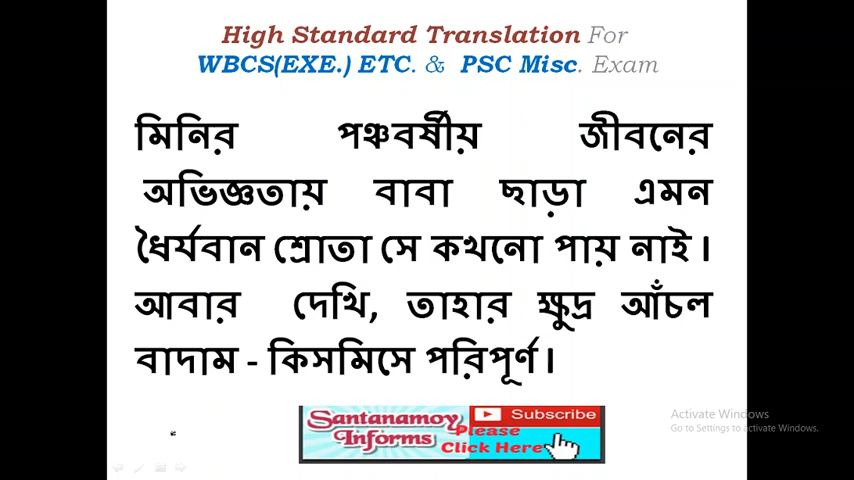 High Standard Translation For
WBCS(EXE.) ETC. & PSC Misc. Exam
মিনির পঞ্চবর্ষীয় জীবনের
অভিজ্ঞতায় বাবা ছাড়া এমন
ধৈর্যবান শ্রোতা সে কখনো পায় নাই।
আবার দেখি, তাহার ক্ষুদ্র আঁচল
বাদাম - কিসমিসে পরিপূর্ণ।
Santanamoy Informs
Subscribe
Please
Click Here
Activate Windows
Go to Settings to activate Windows.